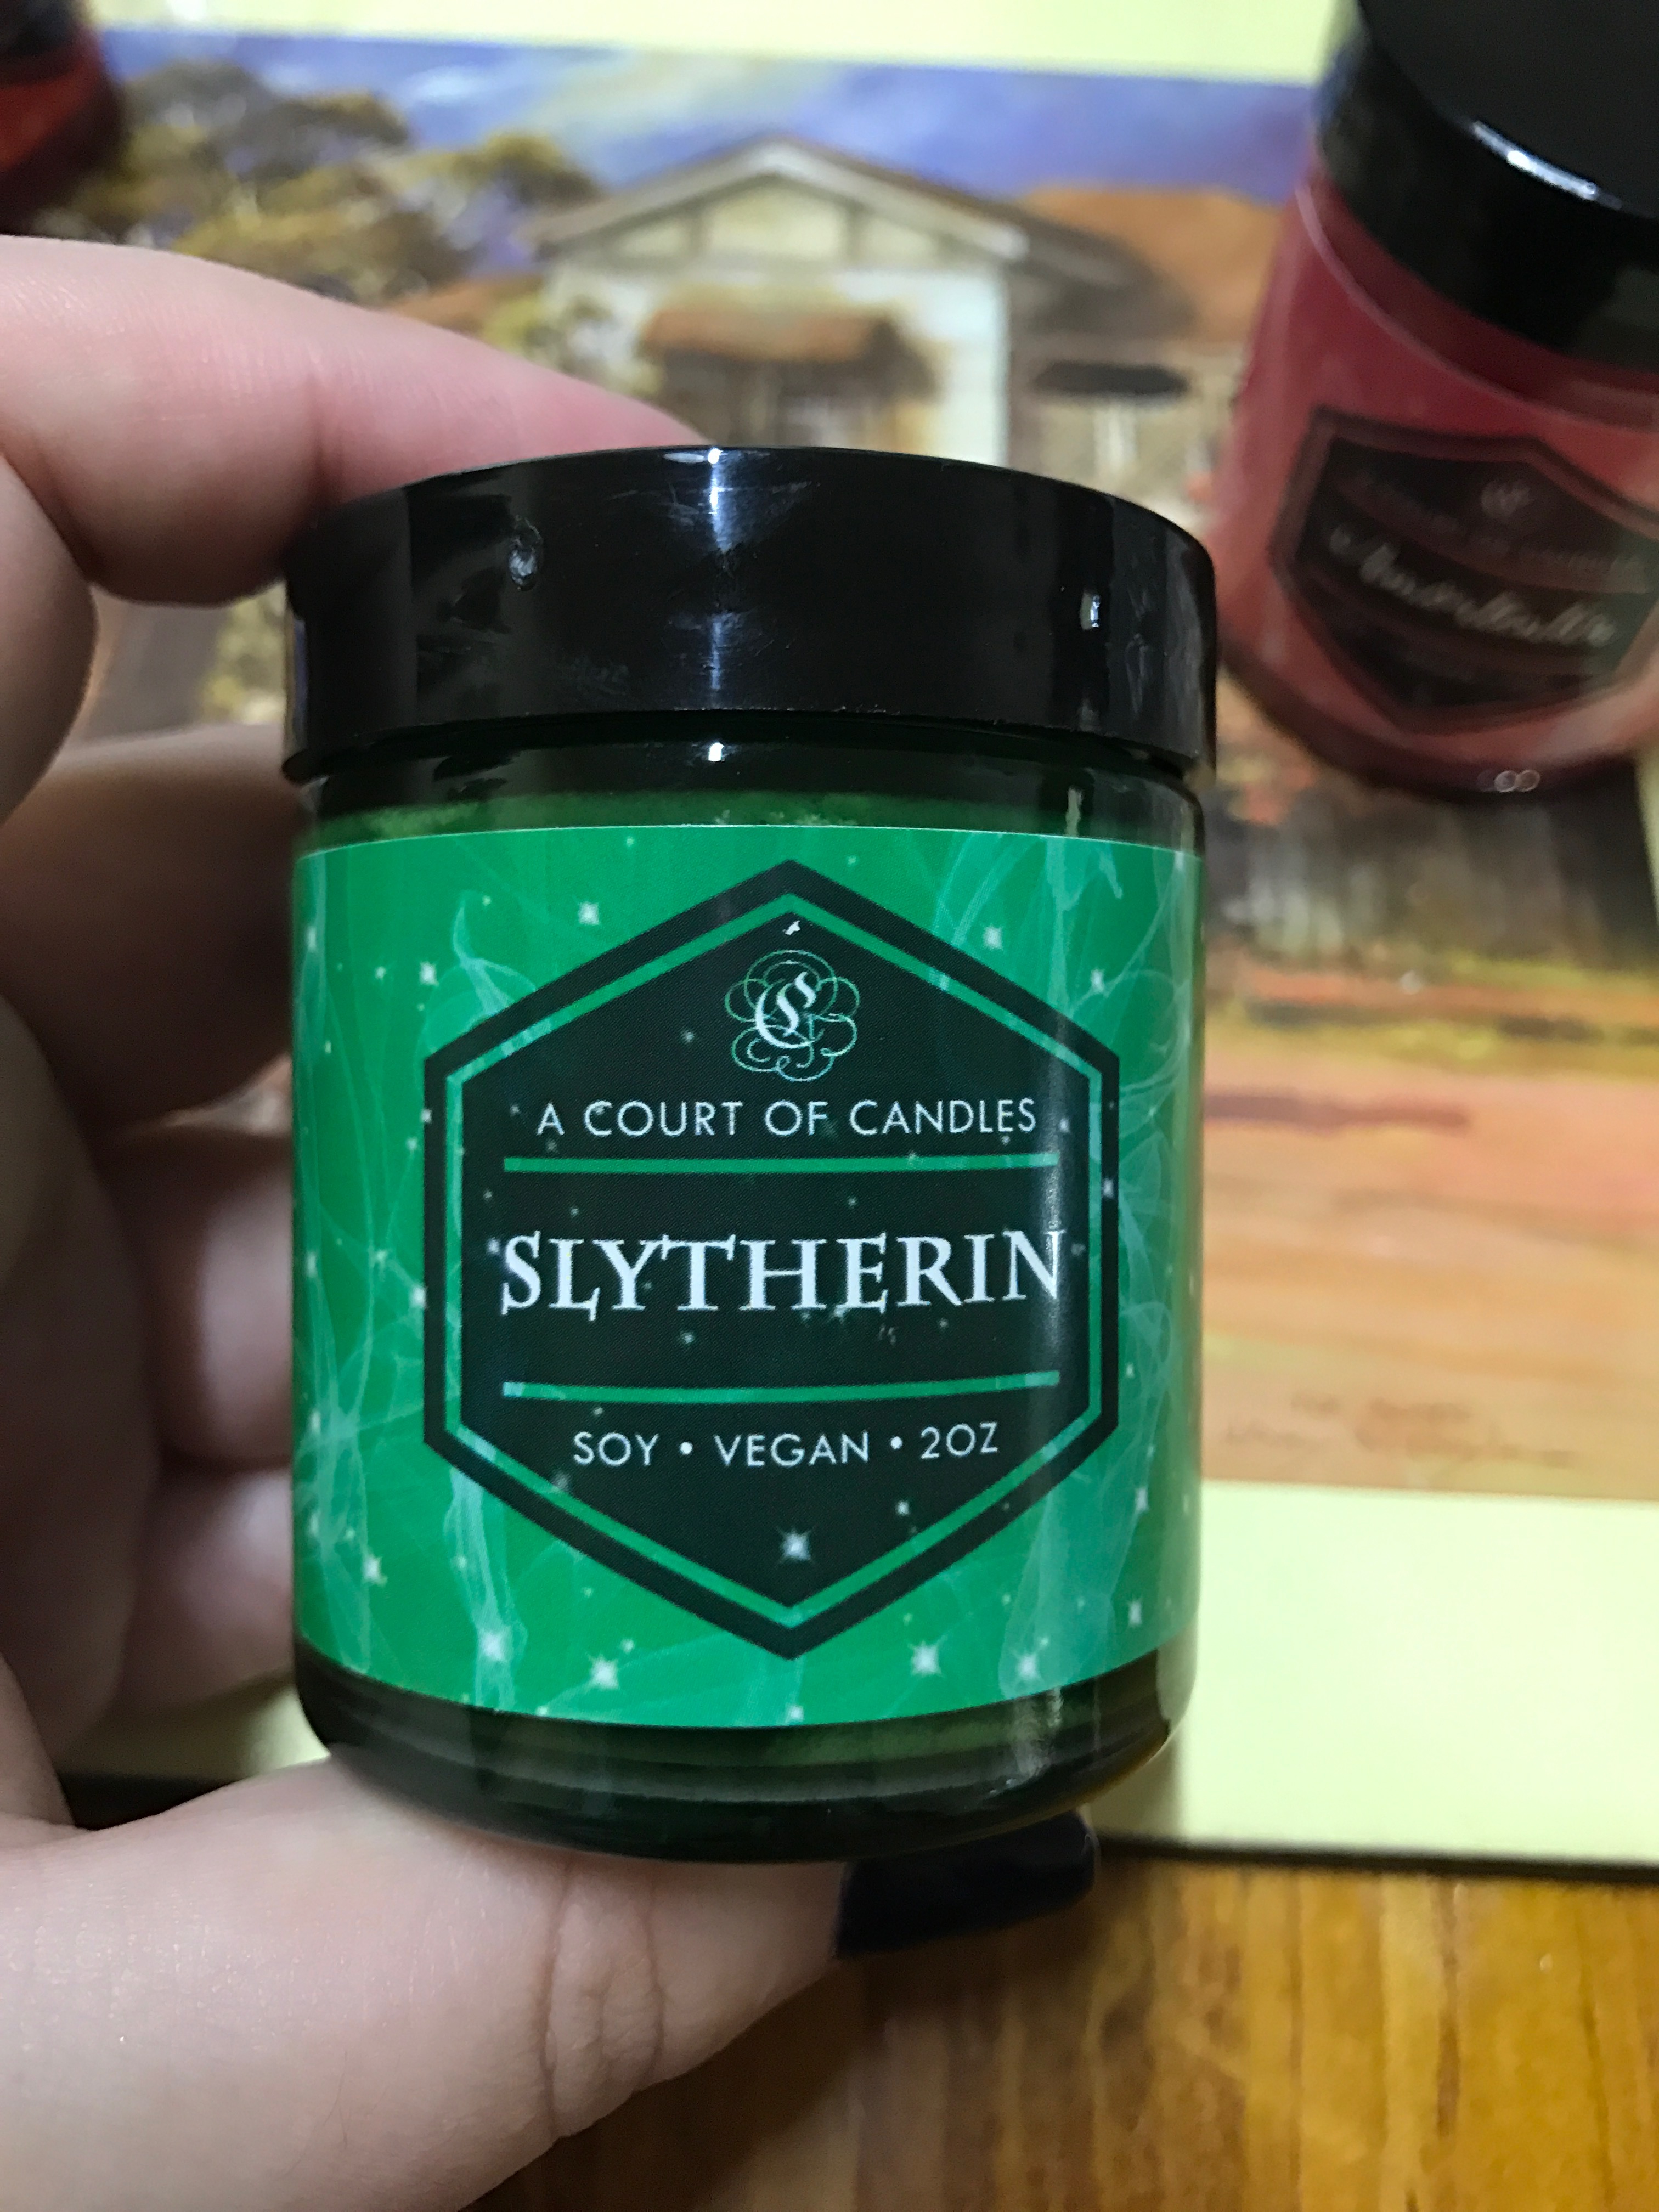 A COURT OF CANDLES
SLYTHERIN
SOY • VEGAN • 2OZ